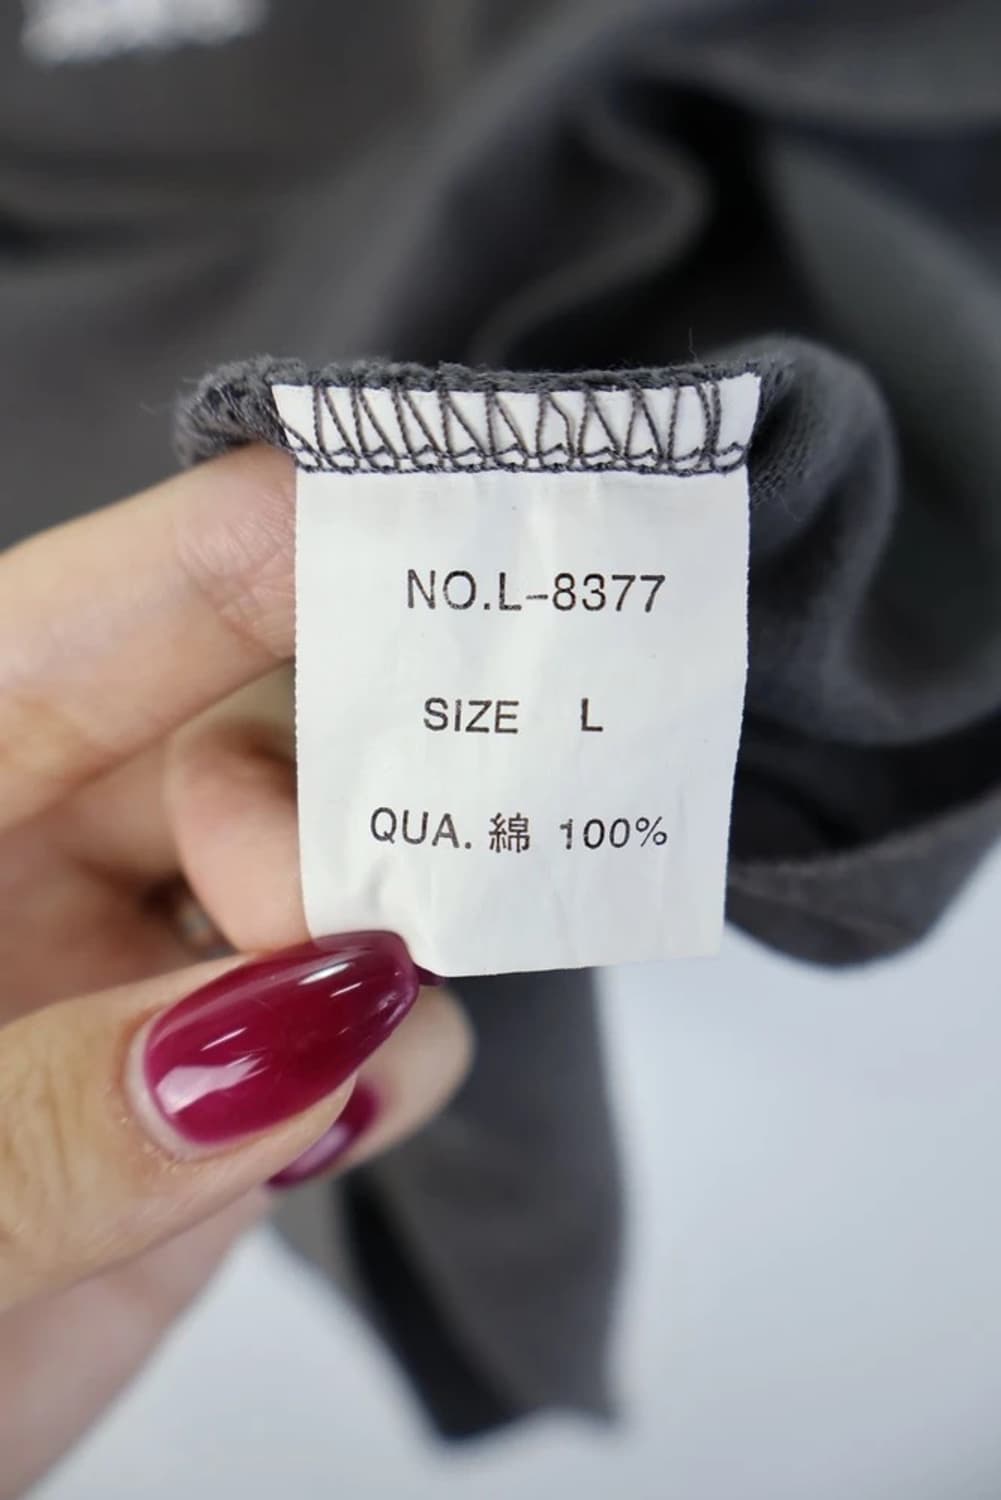 NO.L-8377
SIZE L
QUA. 綿 100%